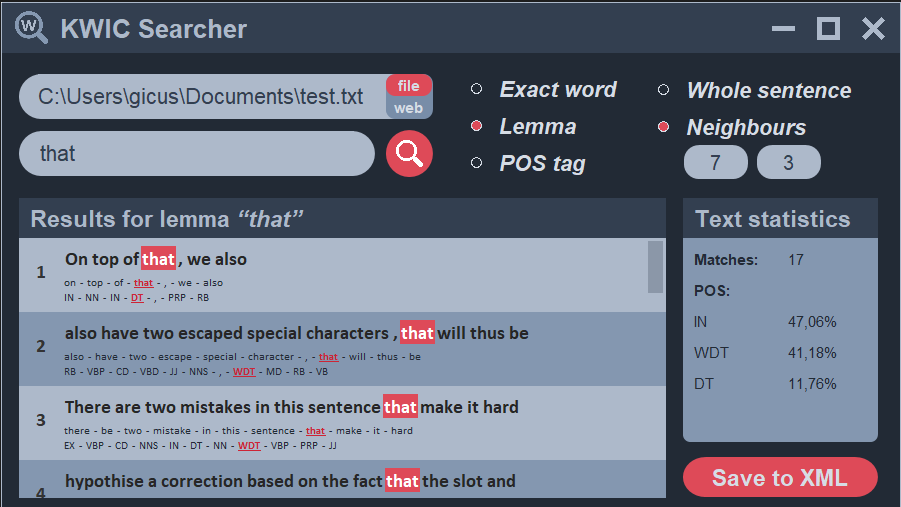 W KWIC Searcher
C:\Users\gicus\Documents\test.txt
file
web
that
Exact word
Lemma
POS tag
Whole sentence
Neighbours
7 3
Results for lemma “that”
1 On top of that , we also
on - top - of - that - , - we - also
IN - NN - IN - DT - , - PRP - RB
2 also have two escaped special characters , that will thus be
also - have - two - escape - special - character - , - that - will - thus - be
RB - VBP - CD - VBD - JJ - NNS - , - WDT - MD - RB - VB
3 There are two mistakes in this sentence that make it hard
there - be - two - mistake - in - this - sentence - that - make - it - hard
EX - VBP - CD - NNS - IN - DT - NN - WDT - VBP - PRP - JJ
4 hypothise a correction based on the fact that the slot and
Text statistics
Matches: 17
POS:
IN 47,06%
WDT 41,18%
DT 11,76%
Save to XML